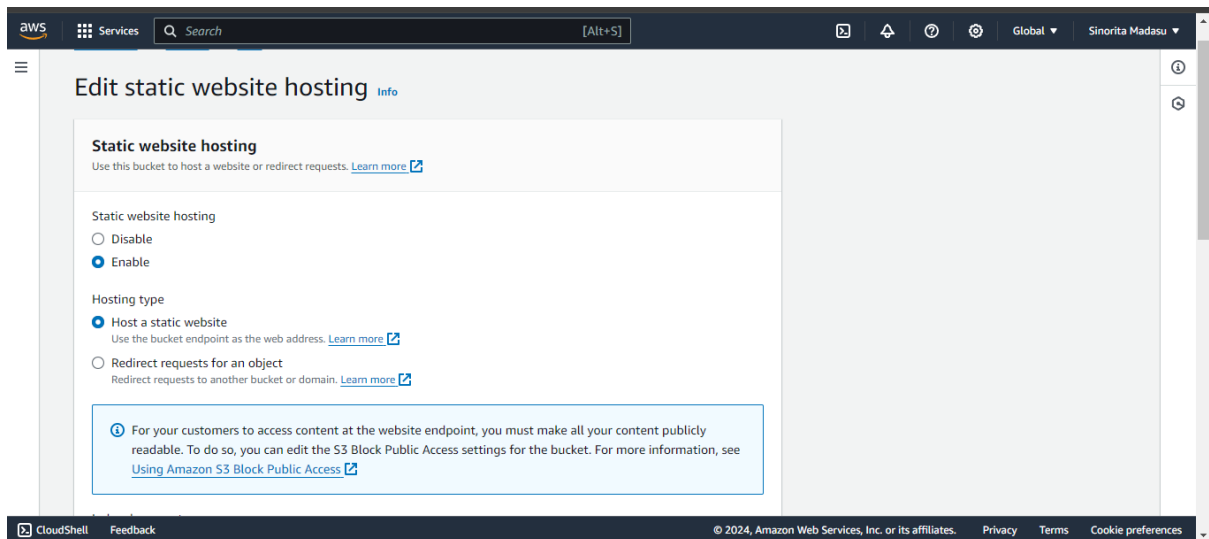 aws
Services
Search
[Alt+S]
Global
Sinorita Madasu
Edit static website hosting Info
Static website hosting
Use this bucket to host a website or redirect requests. Learn more
Static website hosting
Disable
Enable
Hosting type
Host a static website
Use the bucket endpoint as the web address. Learn more
Redirect requests for an object
Redirect requests to another bucket or domain. Learn more
For your customers to access content at the website endpoint, you must make all your content publicly
readable. To do so, you can edit the S3 Block Public Access settings for the bucket. For more information, see
Using Amazon S3 Block Public Access
CloudShell Feedback
© 2024, Amazon Web Services, Inc. or its affiliates. Privacy Terms Cookie preferences